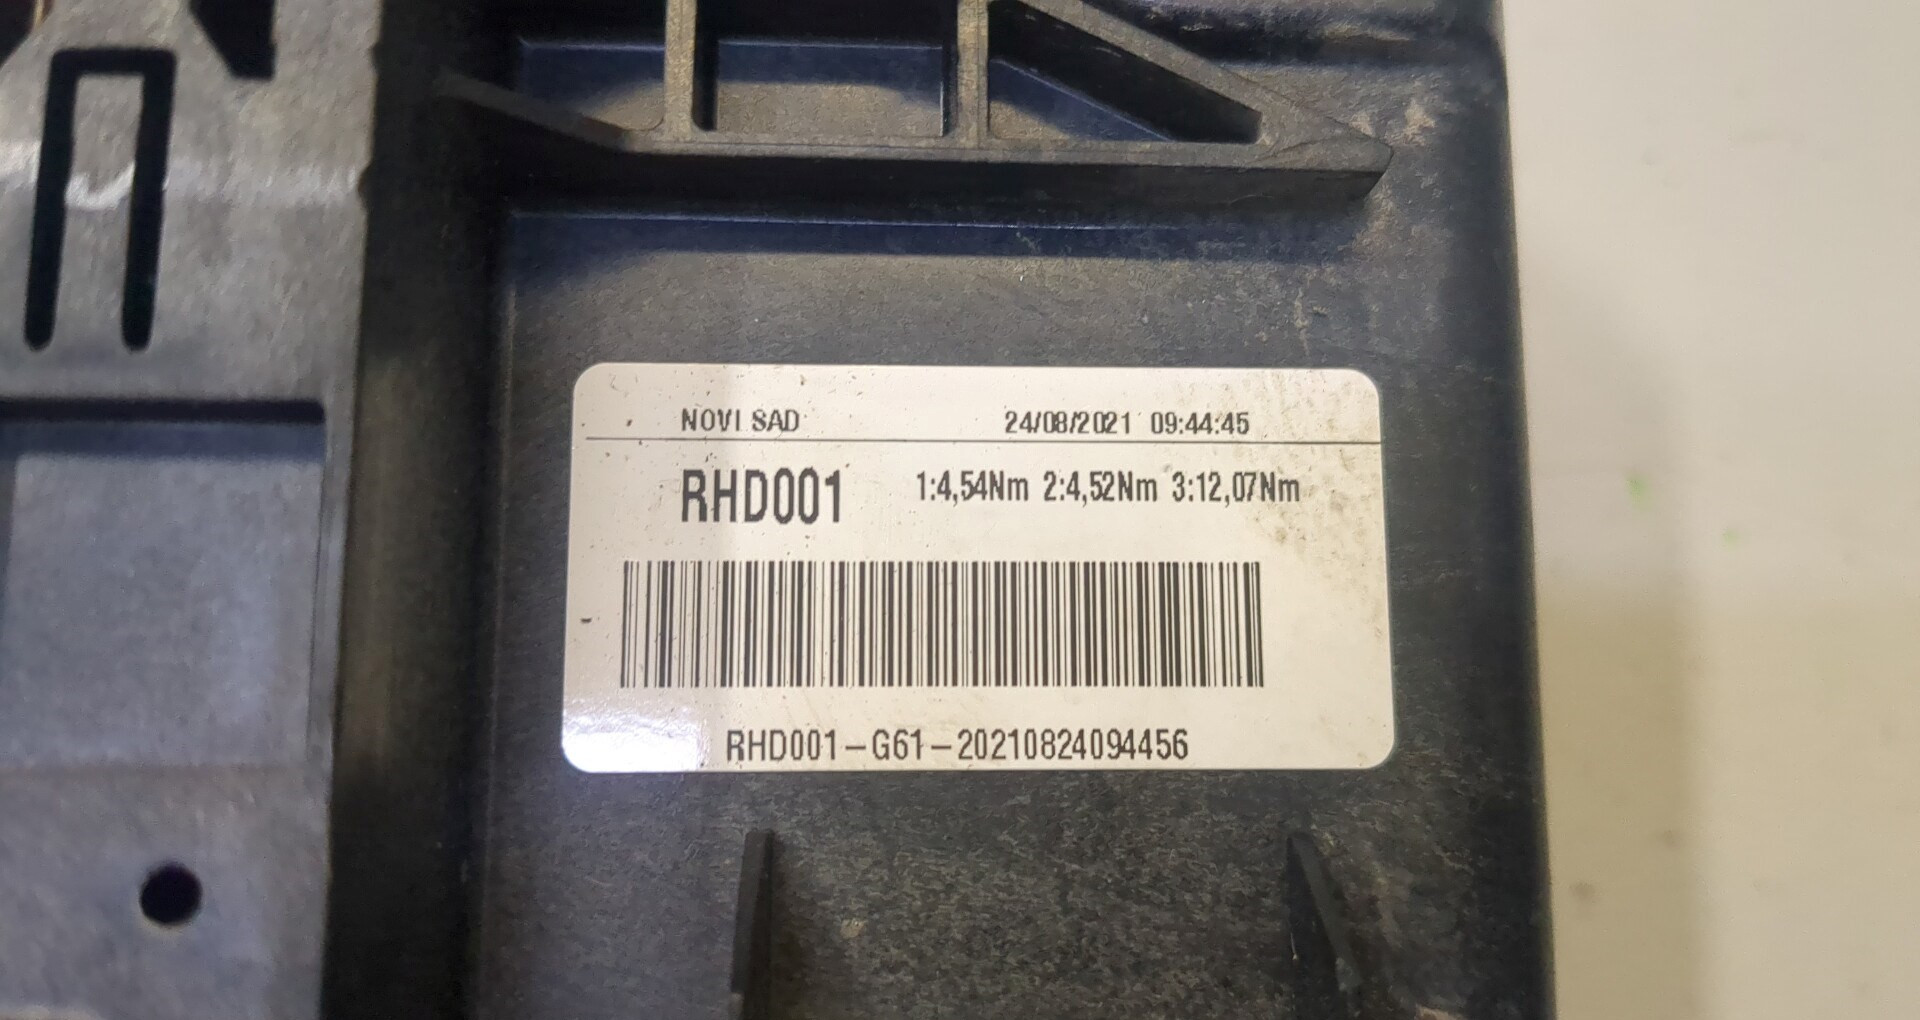 NOVI SAD 24/08/2021 09:44:45
RHD001 1:4,54Nm 2:4,52Nm 3:12,07Nm
RHD001-G61-20210824094456